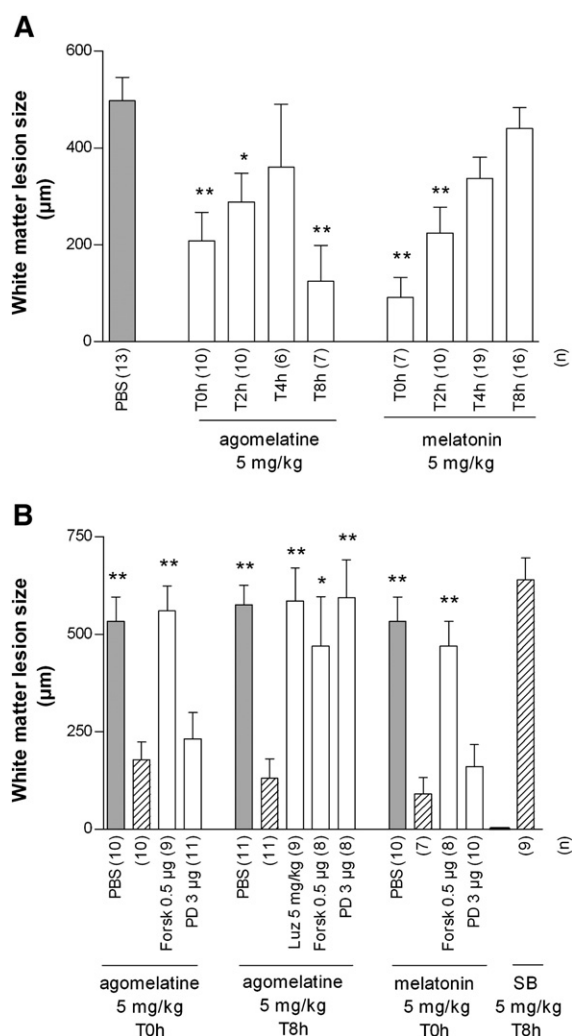 A
White matter lesion size
(µm)
600
400
200
0
**
*
**
**
**
PBS (13)
T0h (10)
T2h (10)
T4h (6)
T8h (7)
T0h (7)
T2h (10)
T4h (19)
T8h (16)
(n)
agomelatine
5 mg/kg
melatonin
5 mg/kg
B
White matter lesion size
(µm)
750
500
250
0
**
**
**
**
*
**
**
**
PBS (10)
(10)
Forsk 0.5 µg (9)
PD 3 µg (11)
PBS (11)
(11)
Luz 5 mg/kg (9)
Forsk 0.5 µg (8)
PD 3 µg (8)
PBS (10)
(7)
Forsk 0.5 µg (8)
PD 3 µg (10)
(9)
(n)
agomelatine
5 mg/kg
T0h
agomelatine
5 mg/kg
T8h
melatonin
5 mg/kg
T0h
SB
5 mg/kg
T8h